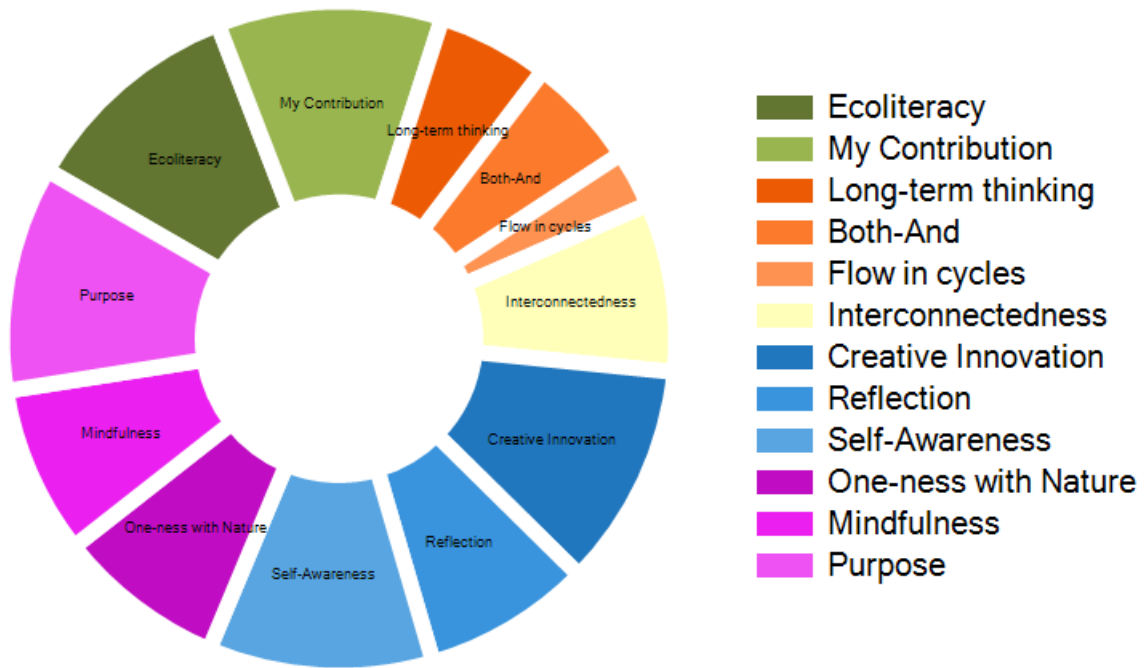 My Contribution
Long-term thinking
Ecoliteracy
Both-And
Flow in cycles
Purpose
Interconnectedness
Mindfulness
Creative Innovation
One-ness with Nature
Reflection
Self-Awareness
Ecoliteracy
My Contribution
Long-term thinking
Both-And
Flow in cycles
Interconnectedness
Creative Innovation
Reflection
Self-Awareness
One-ness with Nature
Mindfulness
Purpose